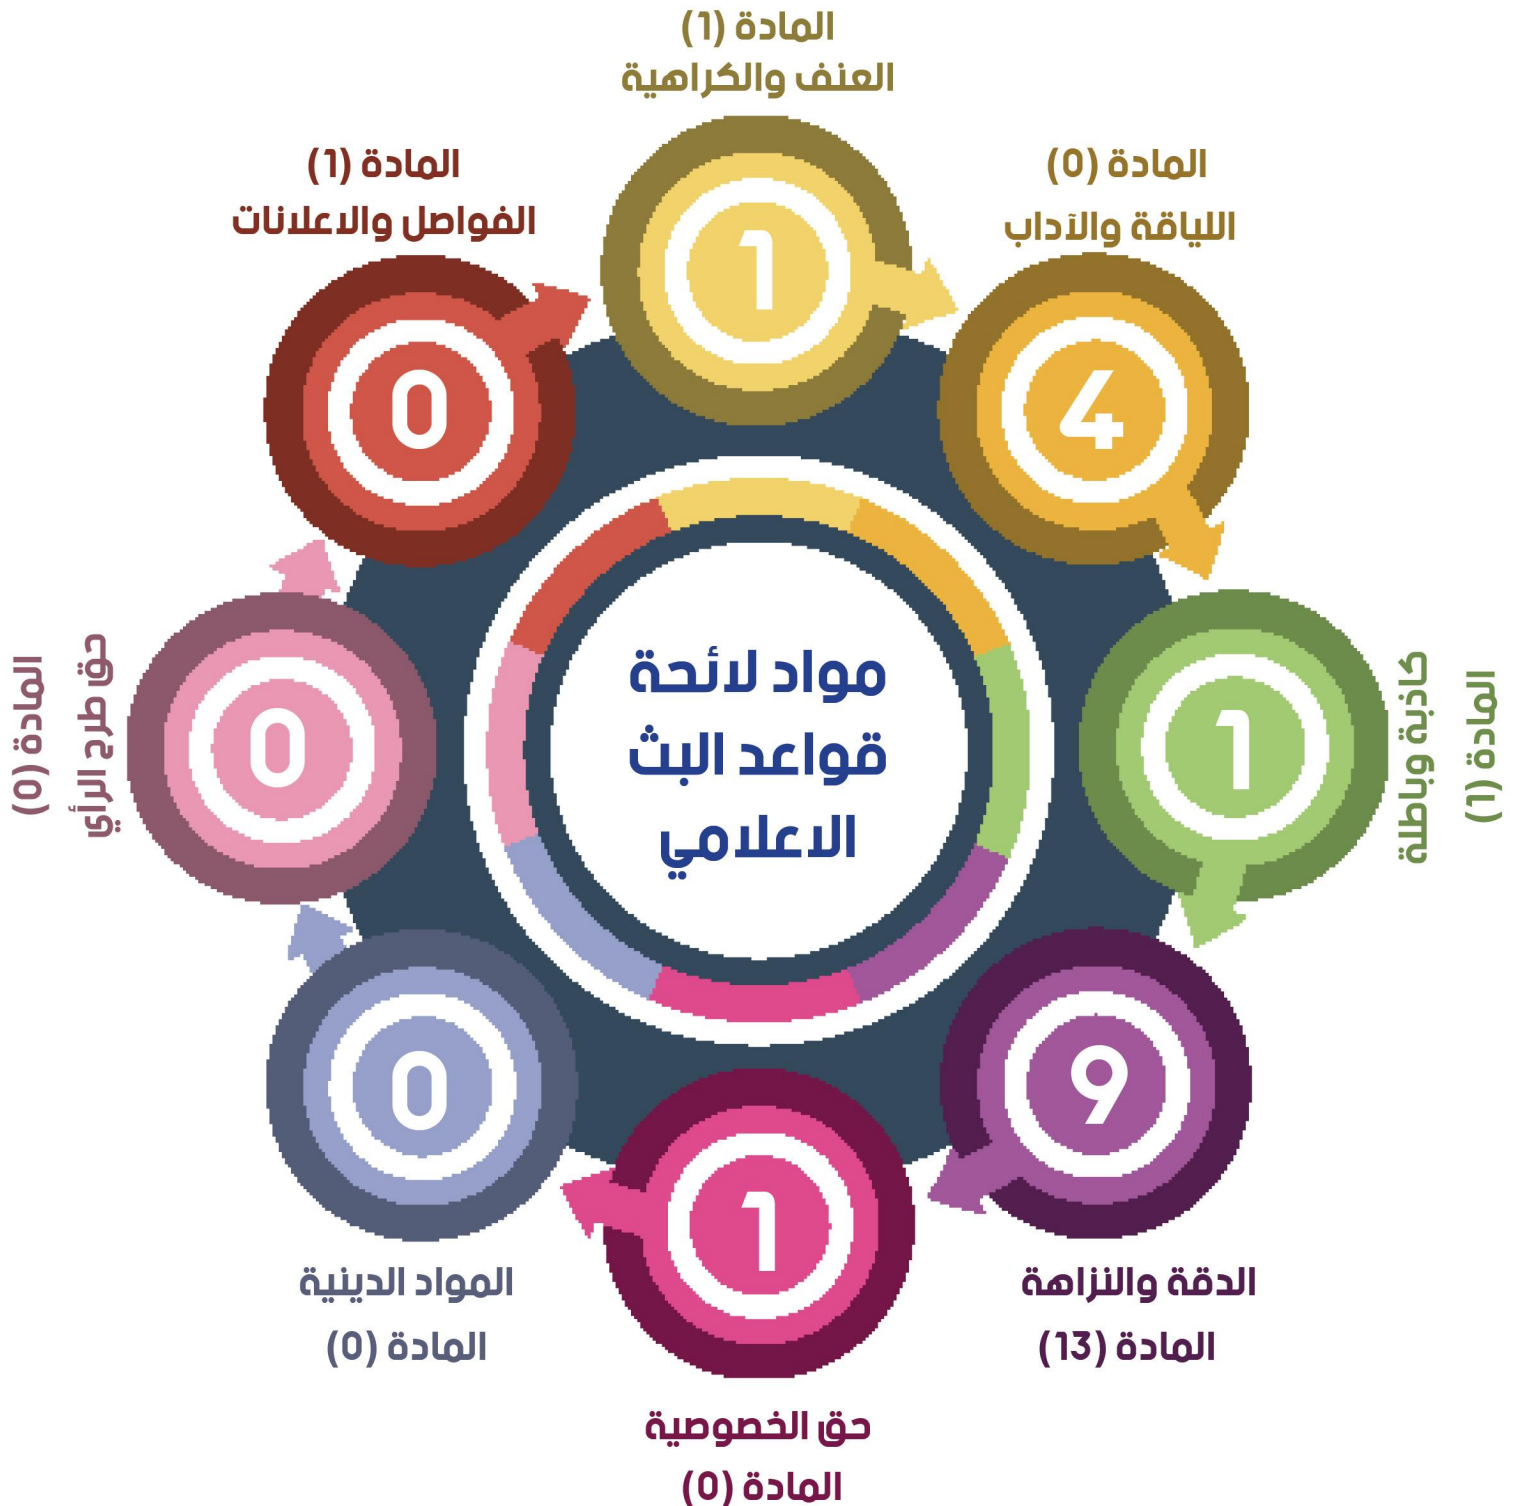 المادة (1)
العنف والكراهية
1
المادة (0)
اللياقة والآداب
4
المادة (1)
كاذبة وباطلة
1
9
الدقة والنزاهة
المادة (13)
1
حق الخصوصية
المادة (0)
0
المواد الدينية
المادة (0)
المادة (0)
حق طرح الرأي
0
المادة (1)
الفواصل والاعلانات
0
مواد لائحة
قواعد البث
الاعلامي